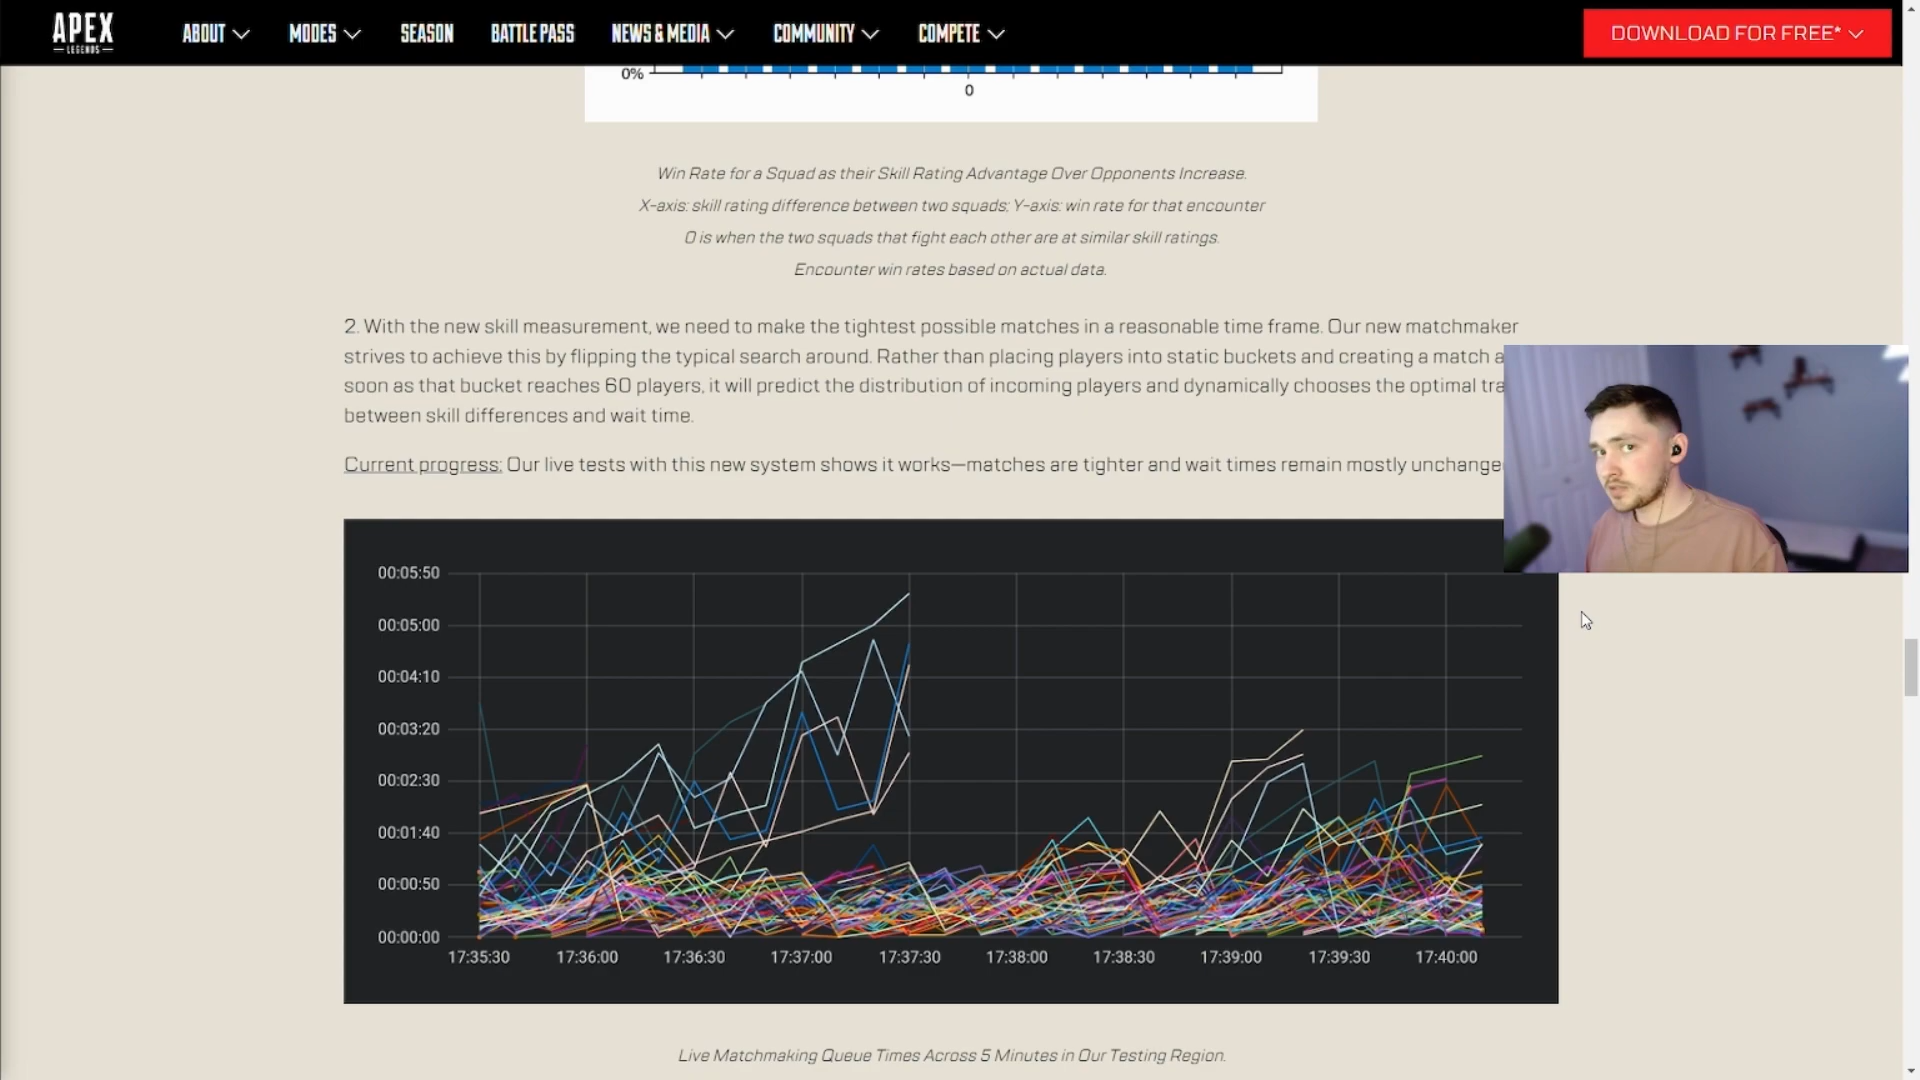 APEX
LEGENDS
ABOUT MODES SEASON BATTLE PASS NEWS & MEDIA COMMUNITY COMPETE
DOWNLOAD FOR FREE*
0%
0
Win Rate for a Squad as their Skill Rating Advantage Over Opponents Increase.
X-axis: skill rating difference between two squads; Y-axis: win rate for that encounter
0 is when the two squads that fight each other are at similar skill ratings.
Encounter win rates based on actual data.
2. With the new skill measurement, we need to make the tightest possible matches in a reasonable time frame. Our new matchmaker
strives to achieve this by flipping the typical search around. Rather than placing players into static buckets and creating a match a
soon as that bucket reaches 60 players, it will predict the distribution of incoming players and dynamically chooses the optimal tra
between skill differences and wait time.
Current progress: Our live tests with this new system shows it works—matches are tighter and wait times remain mostly unchange
00:05:50
00:05:00
00:04:10
00:03:20
00:02:30
00:01:40
00:00:50
00:00:00
17:35:30 17:36:00 17:36:30 17:37:00 17:37:30 17:38:00 17:38:30 17:39:00 17:39:30 17:40:00
Live Matchmaking Queue Times Across 5 Minutes in Our Testing Region.